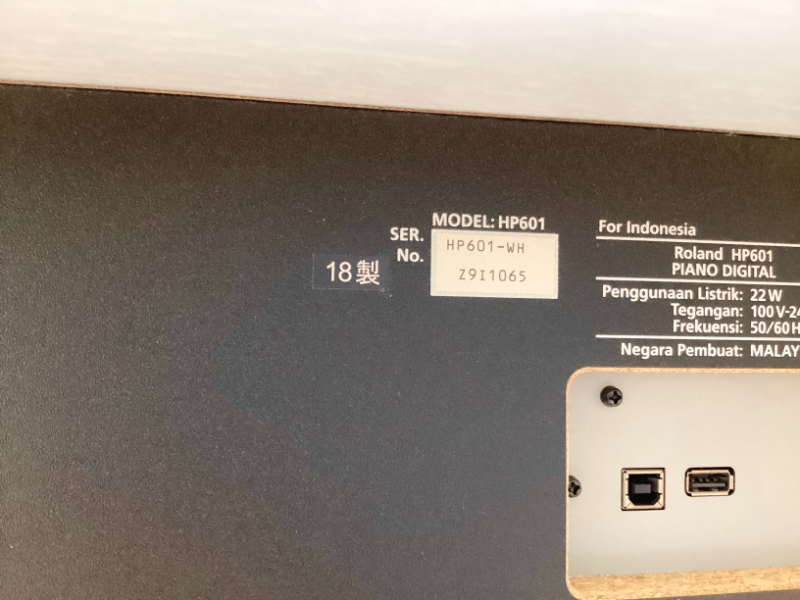 MODEL: HP601
SER.
No.
HP601-WH
Z9I1065
18製
For Indonesia
Roland HP601
PIANO DIGITAL
Penggunaan Listrik: 22 W
Tegangan: 100 V-24
Frekuensi: 50/60 H
Negara Pembuat: MALAY